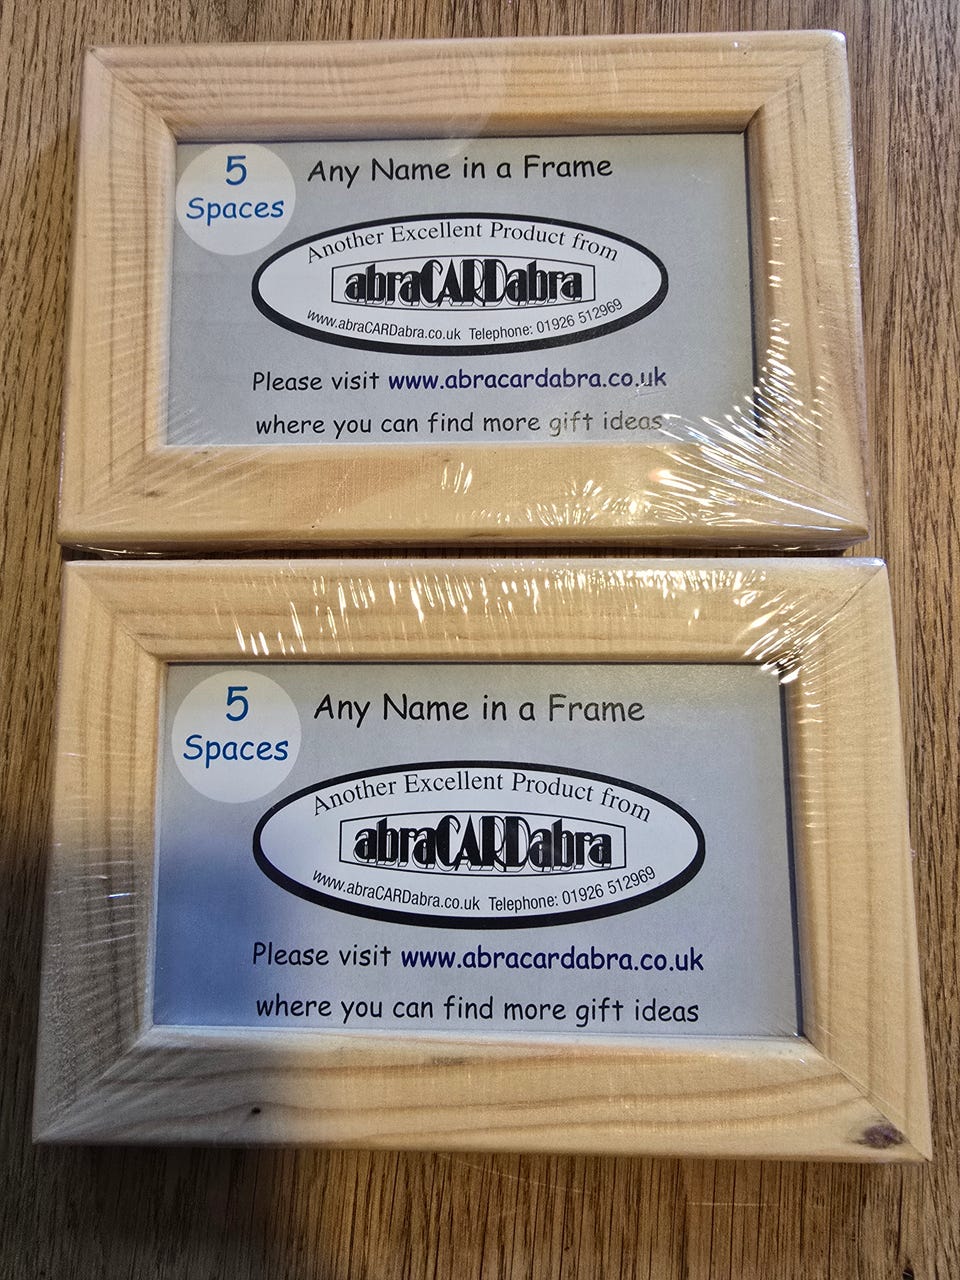 5
Spaces
Any Name in a Frame
Another Excellent Product from
abraCARDabra
www.abraCARDabra.co.uk Telephone: 01926 512969
Please visit www.abracardabra.co.uk
where you can find more gift ideas
5
Spaces
Any Name in a Frame
Another Excellent Product from
abraCARDabra
www.abraCARDabra.co.uk Telephone: 01926 512969
Please visit www.abracardabra.co.uk
where you can find more gift ideas